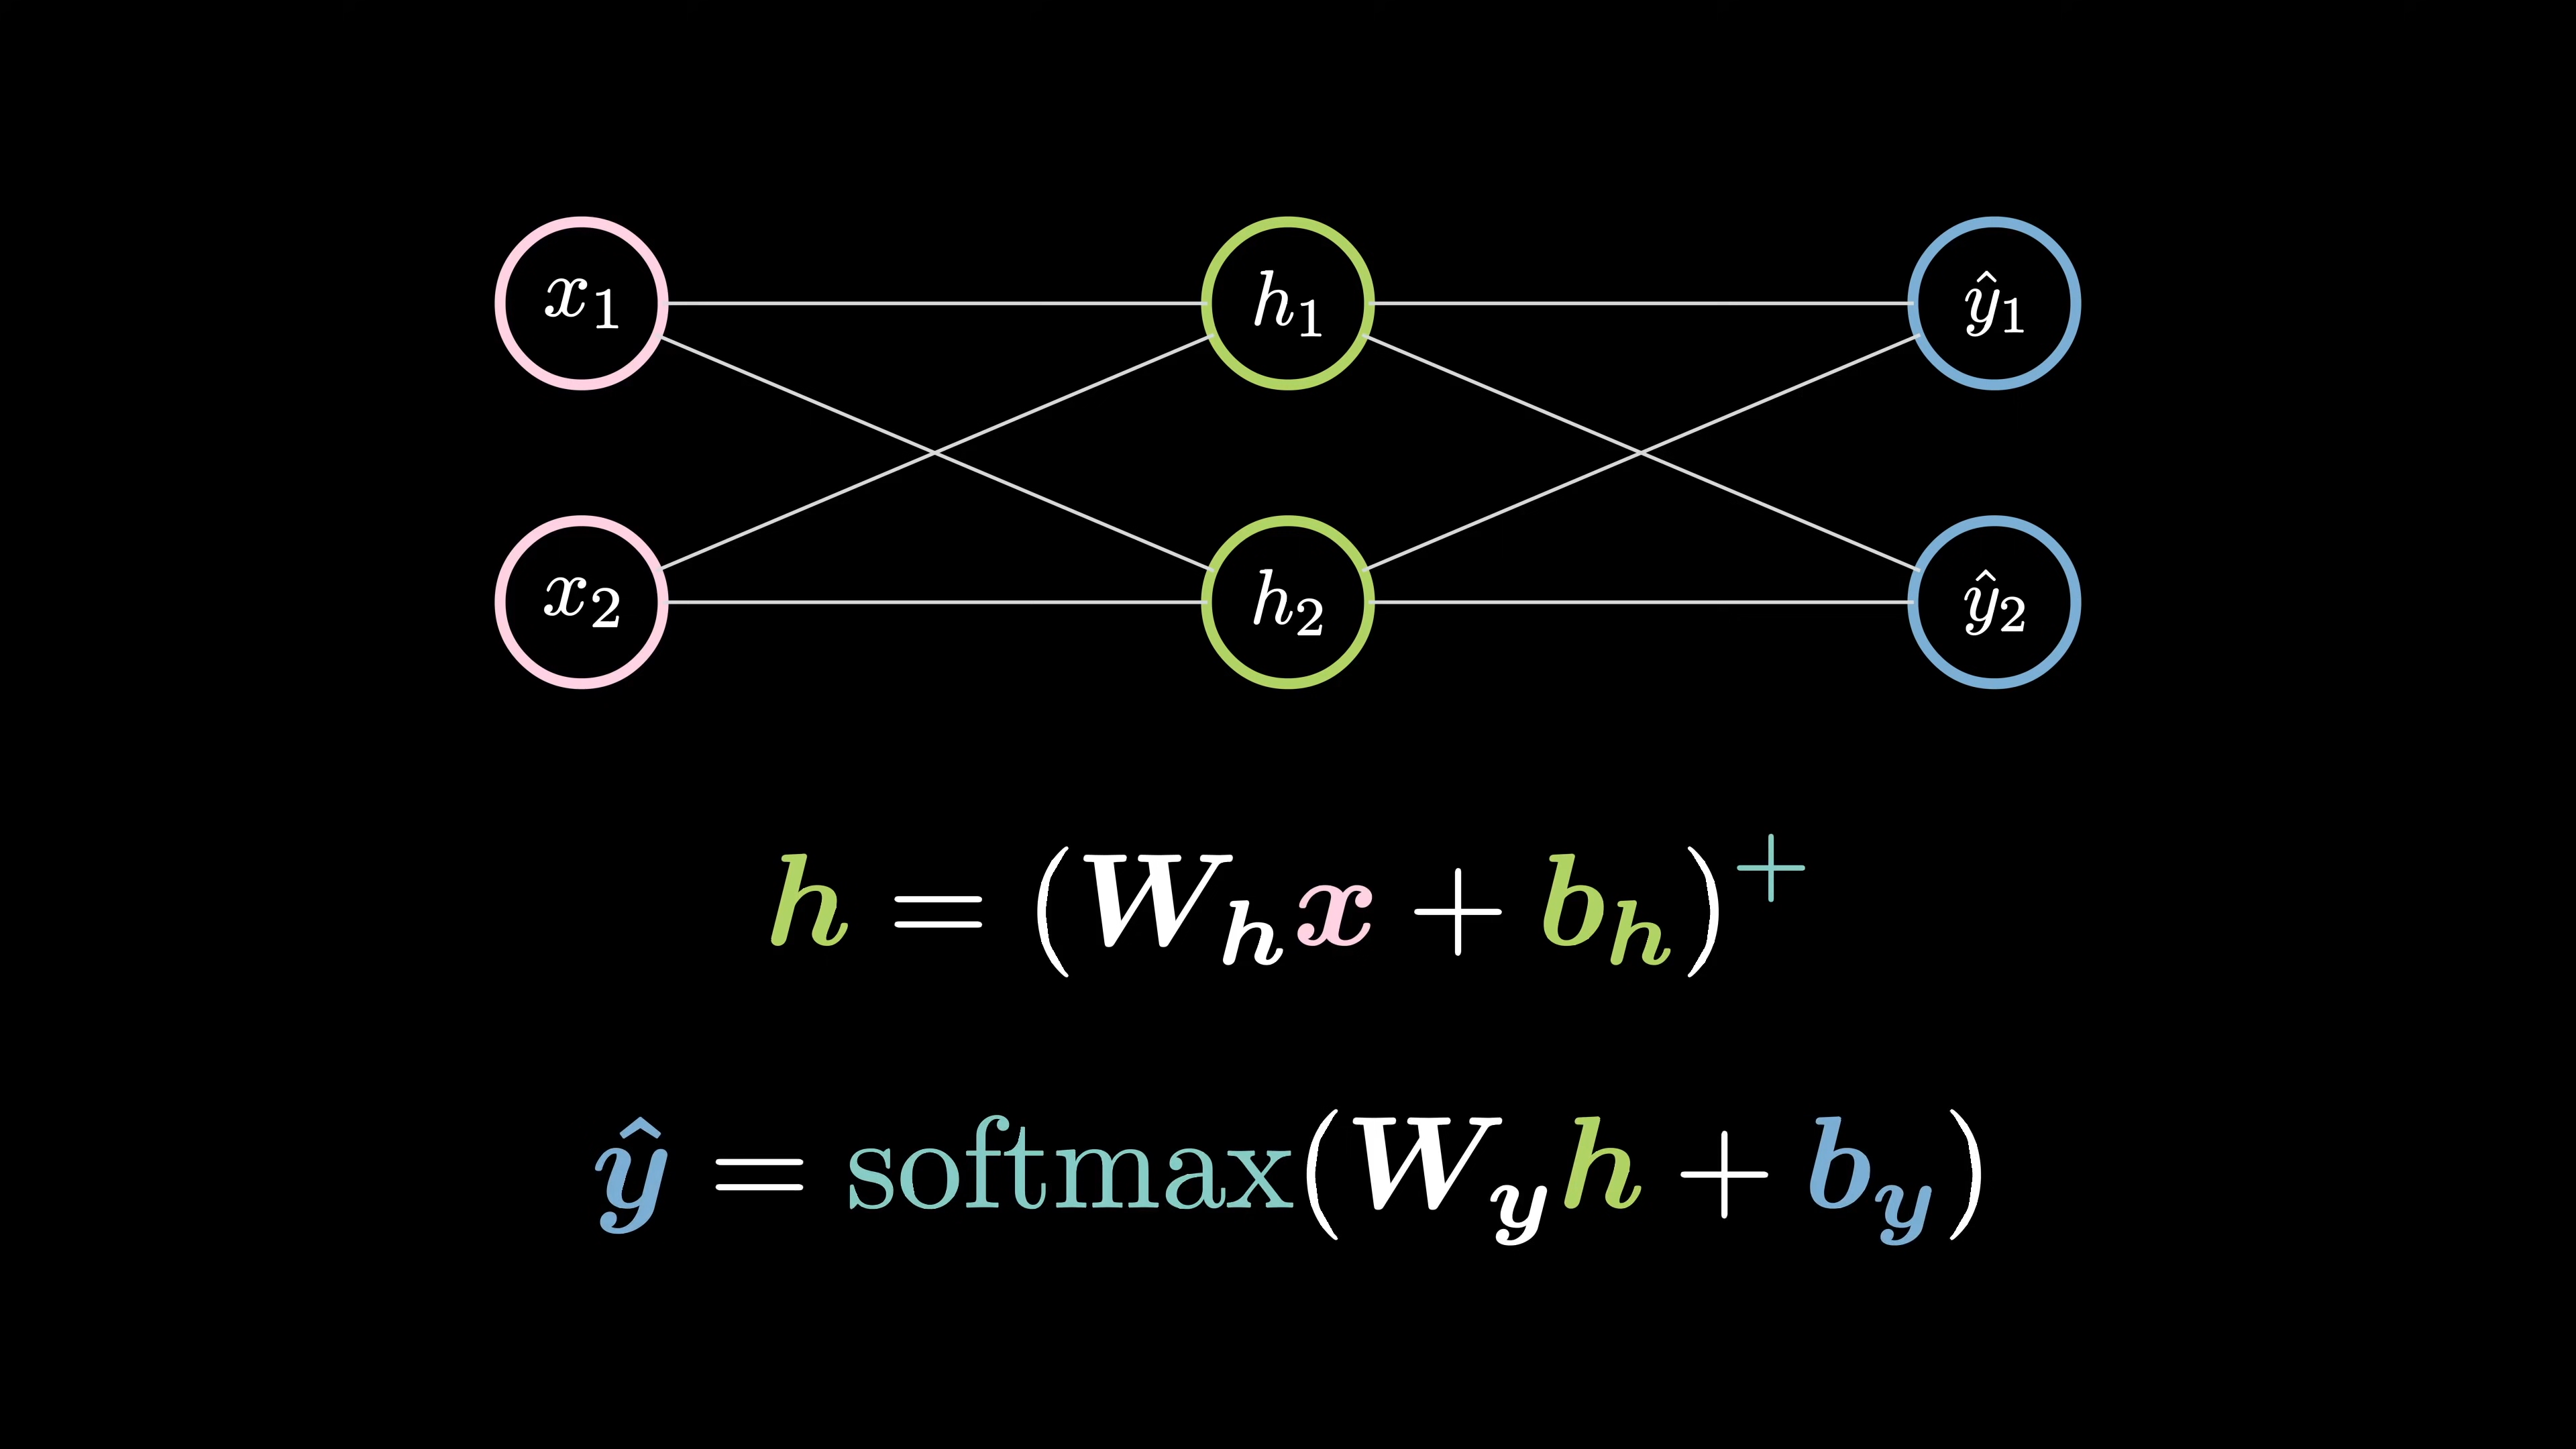 x₁ h₁ ŷ₁
x₂ h₂ ŷ₂
h = (Wₕx + bₕ)⁺
ŷ = softmax(W_y h + b_y)